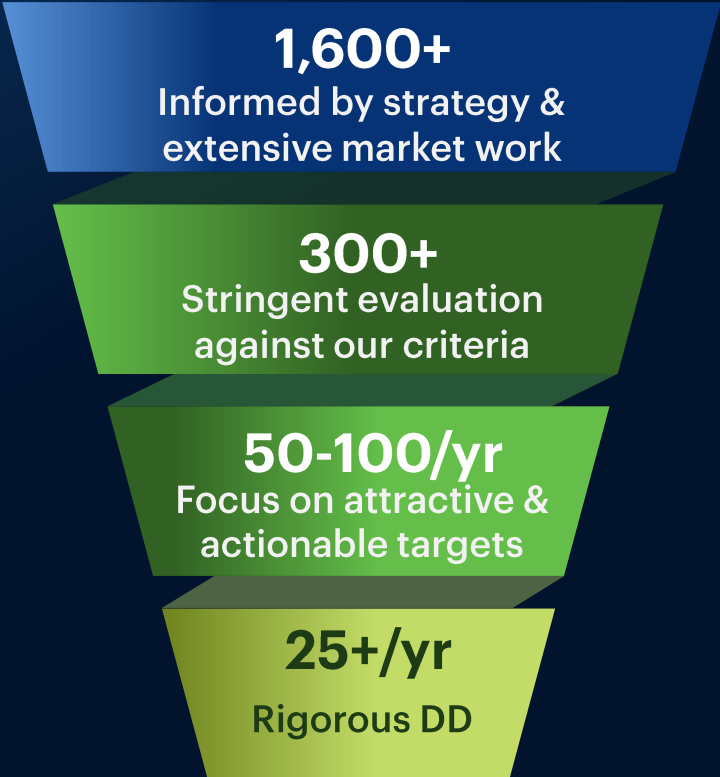 1,600+
Informed by strategy &
extensive market work
300+
Stringent evaluation
against our criteria
50-100/yr
Focus on attractive &
actionable targets
25+/yr
Rigorous DD